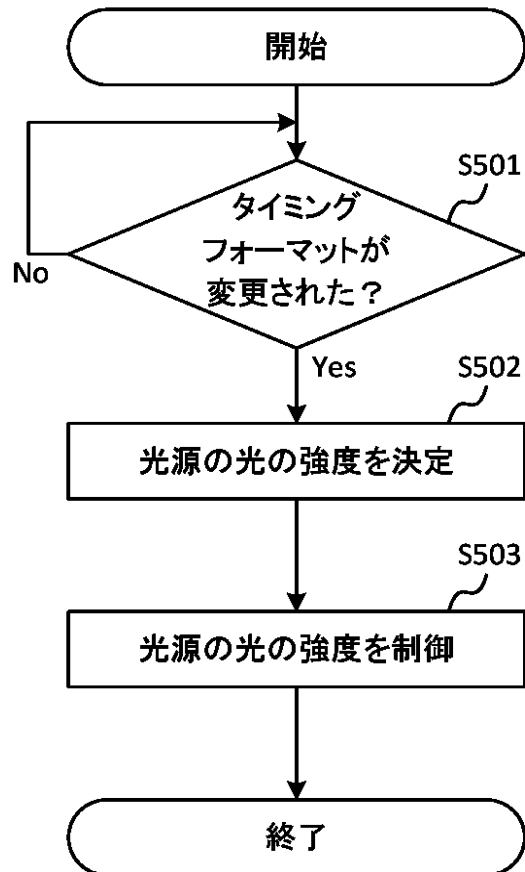 開始
S501
タイミング
フォーマットが
変更された？
No
Yes
S502
光源の光の強度を決定
S503
光源の光の強度を制御
終了